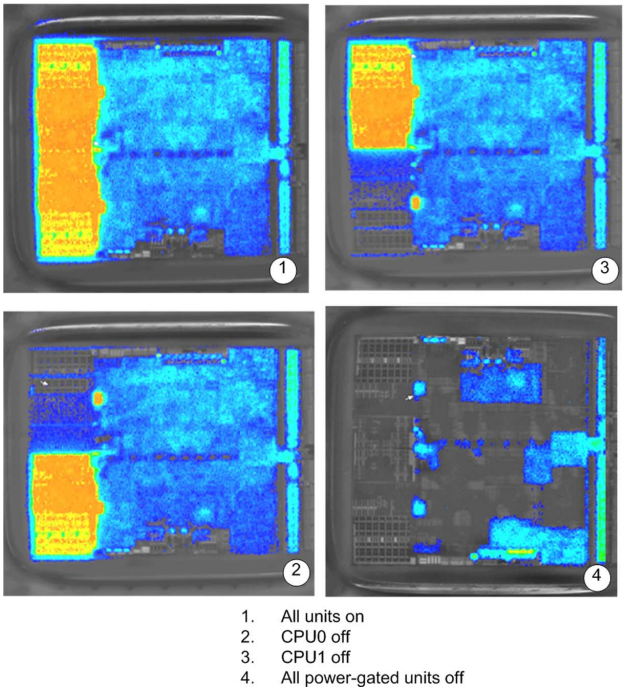 1
3
2
4
1. All units on
2. CPU0 off
3. CPU1 off
4. All power-gated units off